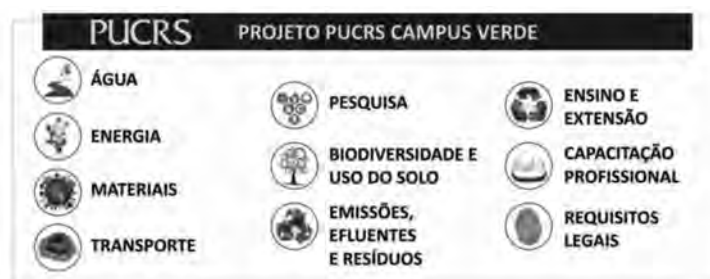 PUCRS PROJETO PUCRS CAMPUS VERDE
ÁGUA
ENERGIA
MATERIAIS
TRANSPORTE
PESQUISA
BIODIVERSIDADE E
USO DO SOLO
EMISSÕES,
EFLUENTES
E RESÍDUOS
ENSINO E
EXTENSÃO
CAPACITAÇÃO
PROFISSIONAL
REQUISITOS
LEGAIS